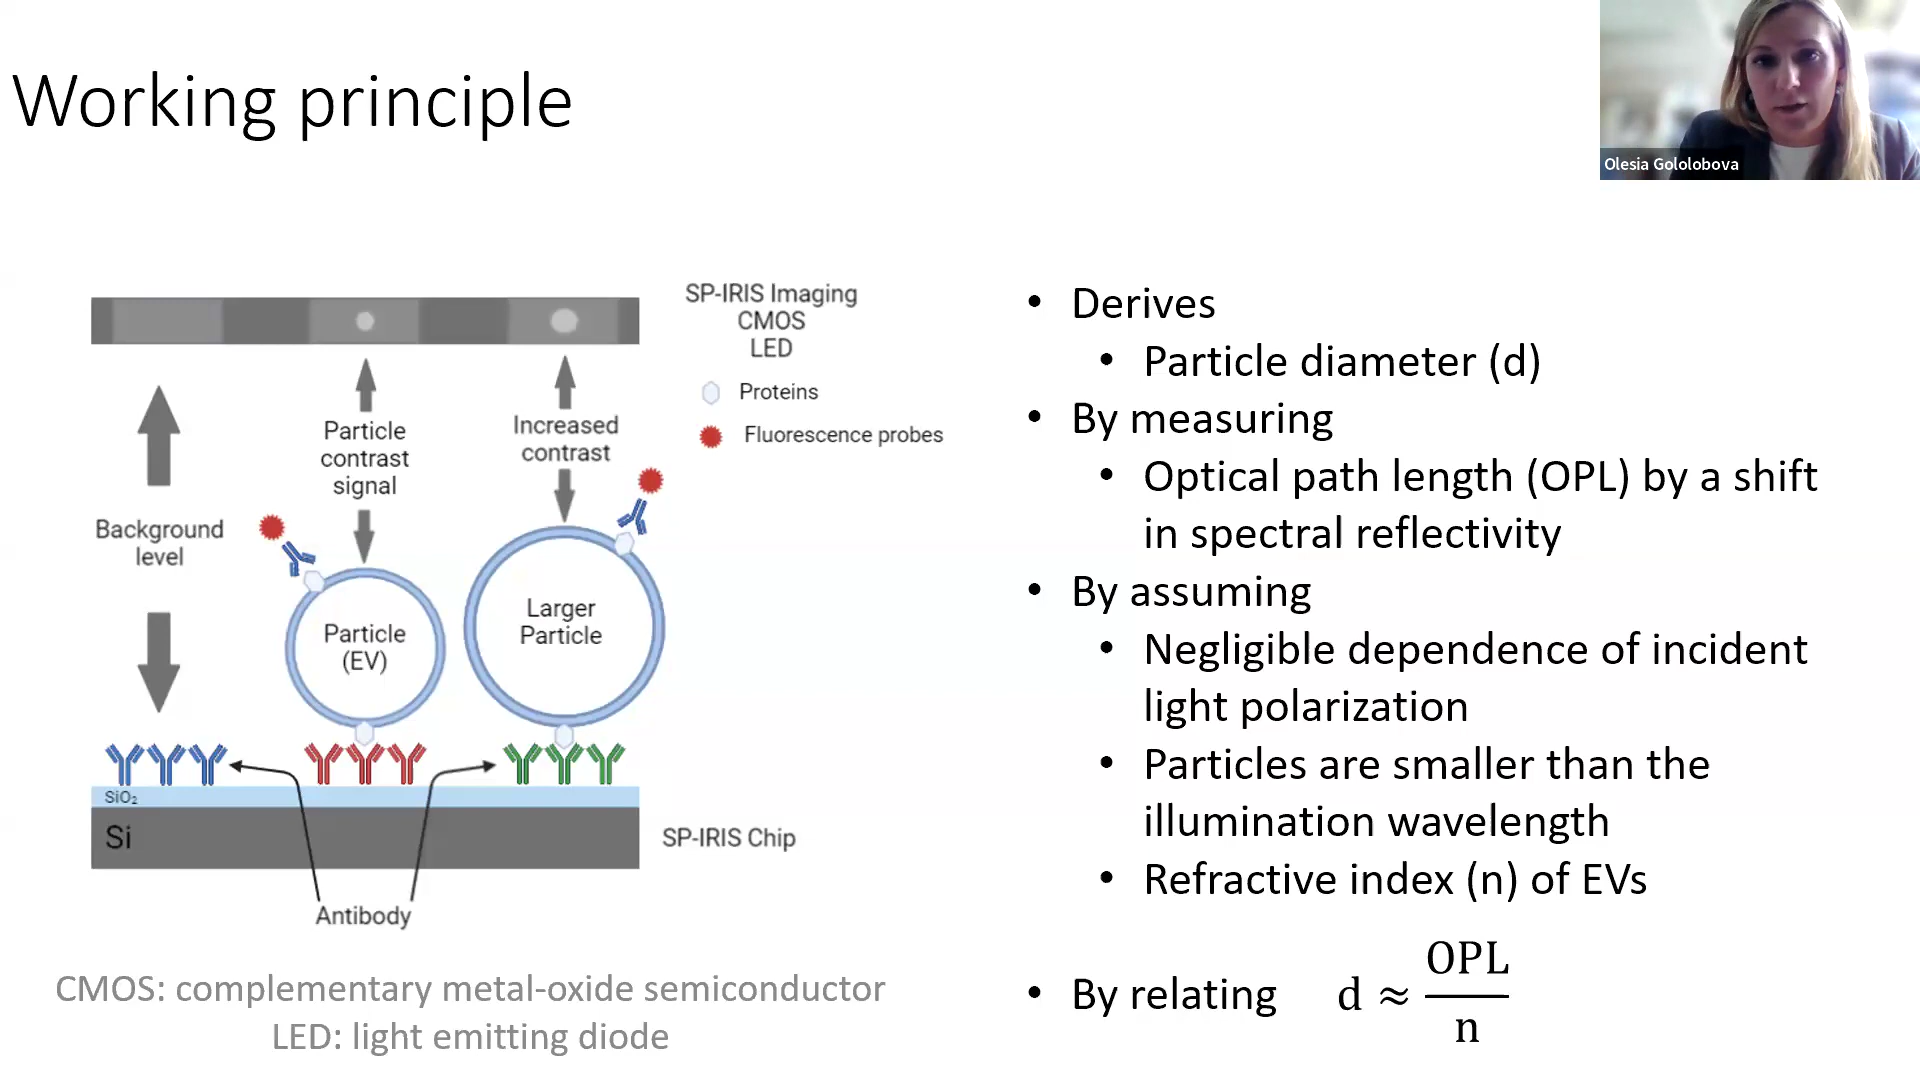 Working principle
Olesia Gololobova
SP-IRIS Imaging
CMOS
LED
Proteins
Fluorescence probes
Background
level
Particle
contrast
signal
Increased
contrast
Particle
(EV)
Larger
Particle
SiO₂
Si
SP-IRIS Chip
Antibody
CMOS: complementary metal-oxide semiconductor
LED: light emitting diode
• Derives
• Particle diameter (d)
• By measuring
• Optical path length (OPL) by a shift
in spectral reflectivity
• By assuming
• Negligible dependence of incident
light polarization
• Particles are smaller than the
illumination wavelength
• Refractive index (n) of EVs
• By relating d ≈ OPL/n